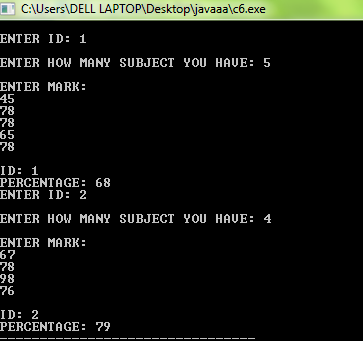 C:\Users\DELL LAPTOP\Desktop\javaaa\c6.exe
ENTER ID: 1
ENTER HOW MANY SUBJECT YOU HAVE: 5
ENTER MARK:
45
78
78
65
78
ID: 1
PERCENTAGE: 68
ENTER ID: 2
ENTER HOW MANY SUBJECT YOU HAVE: 4
ENTER MARK:
67
78
98
76
ID: 2
PERCENTAGE: 79
--------------------------------